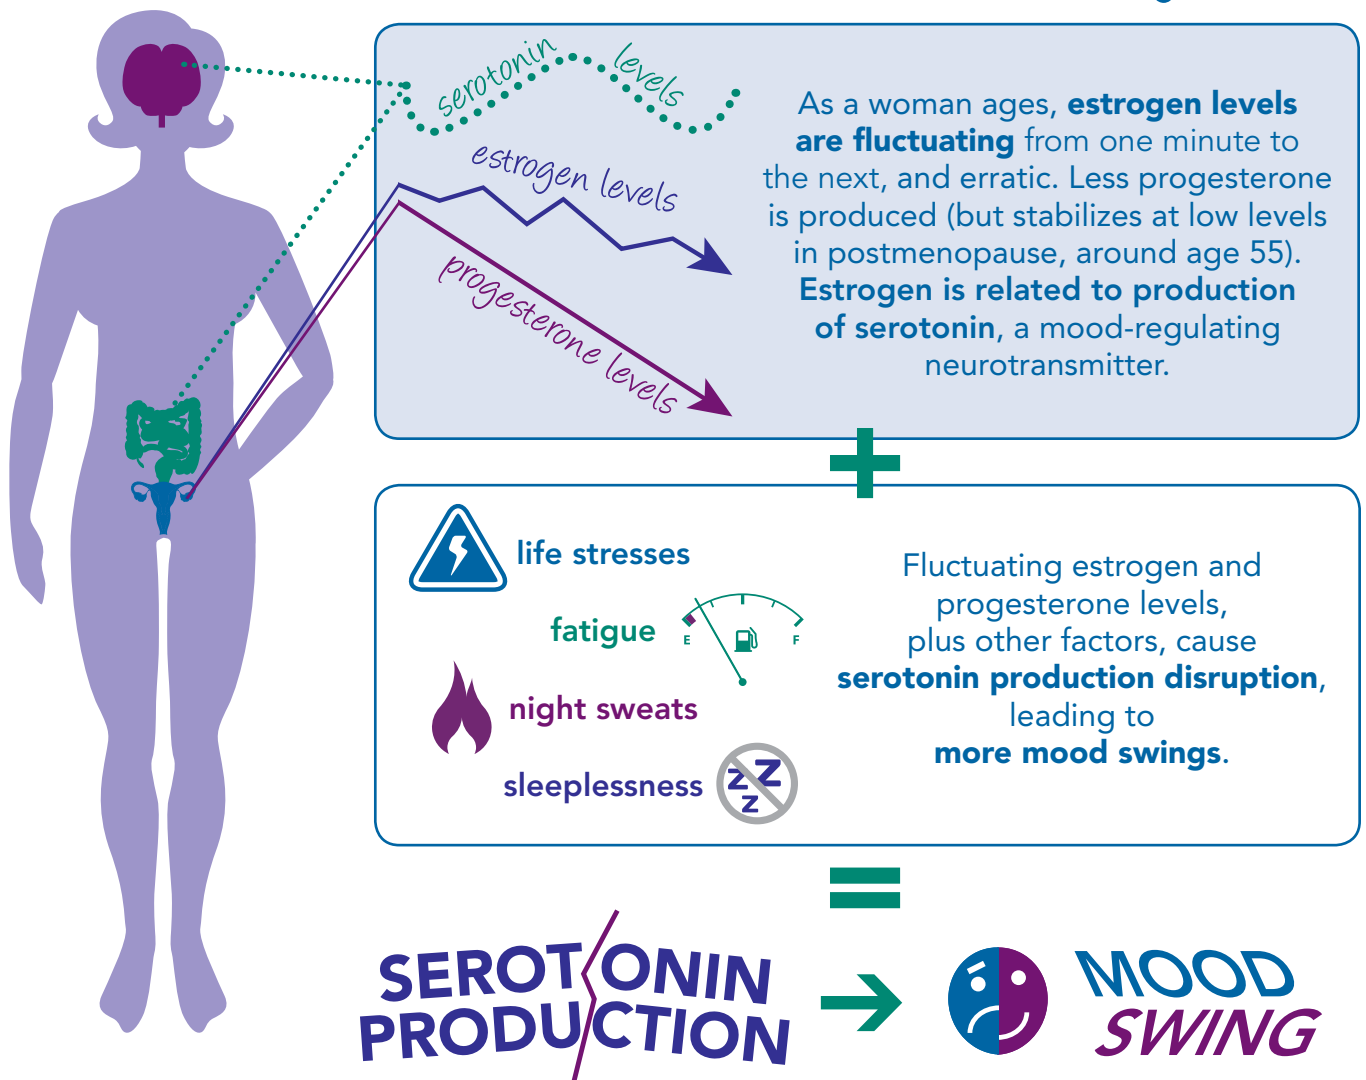 serotonin levels
estrogen levels
progesterone levels
As a woman ages, estrogen levels
are fluctuating from one minute to
the next, and erratic. Less progesterone
is produced (but stabilizes at low levels
in postmenopause, around age 55).
Estrogen is related to production
of serotonin, a mood-regulating
neurotransmitter.
+
life stresses
fatigue
E F
night sweats
sleeplessness
z z z
Fluctuating estrogen and
progesterone levels,
plus other factors, cause
serotonin production disruption,
leading to
more mood swings.
=
SEROTONIN
PRODUCTION
MOOD
SWING